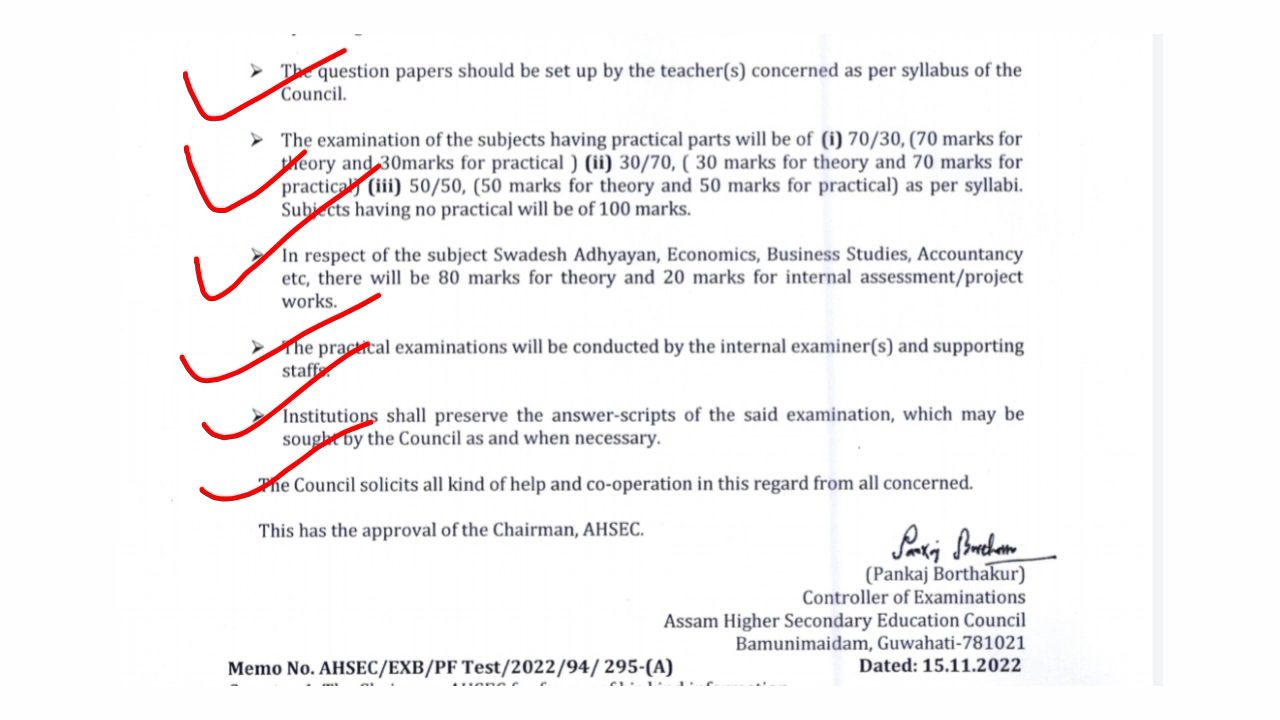 ➢ The question papers should be set up by the teacher(s) concerned as per syllabus of the
Council.
➢ The examination of the subjects having practical parts will be of (i) 70/30, (70 marks for
theory and 30marks for practical ) (ii) 30/70, ( 30 marks for theory and 70 marks for
practical) (iii) 50/50, (50 marks for theory and 50 marks for practical) as per syllabi.
Subjects having no practical will be of 100 marks.
➢ In respect of the subject Swadesh Adhyayan, Economics, Business Studies, Accountancy
etc, there will be 80 marks for theory and 20 marks for internal assessment/project
works.
➢ The practical examinations will be conducted by the internal examiner(s) and supporting
staffs.
➢ Institutions shall preserve the answer-scripts of the said examination, which may be
sought by the Council as and when necessary.
The Council solicits all kind of help and co-operation in this regard from all concerned.
This has the approval of the Chairman, AHSEC.
Pankaj Borthakur
(Pankaj Borthakur)
Controller of Examinations
Assam Higher Secondary Education Council
Bamunimaidam, Guwahati-781021
Memo No. AHSEC/EXB/PF Test/2022/94/ 295-(A) Dated: 15.11.2022